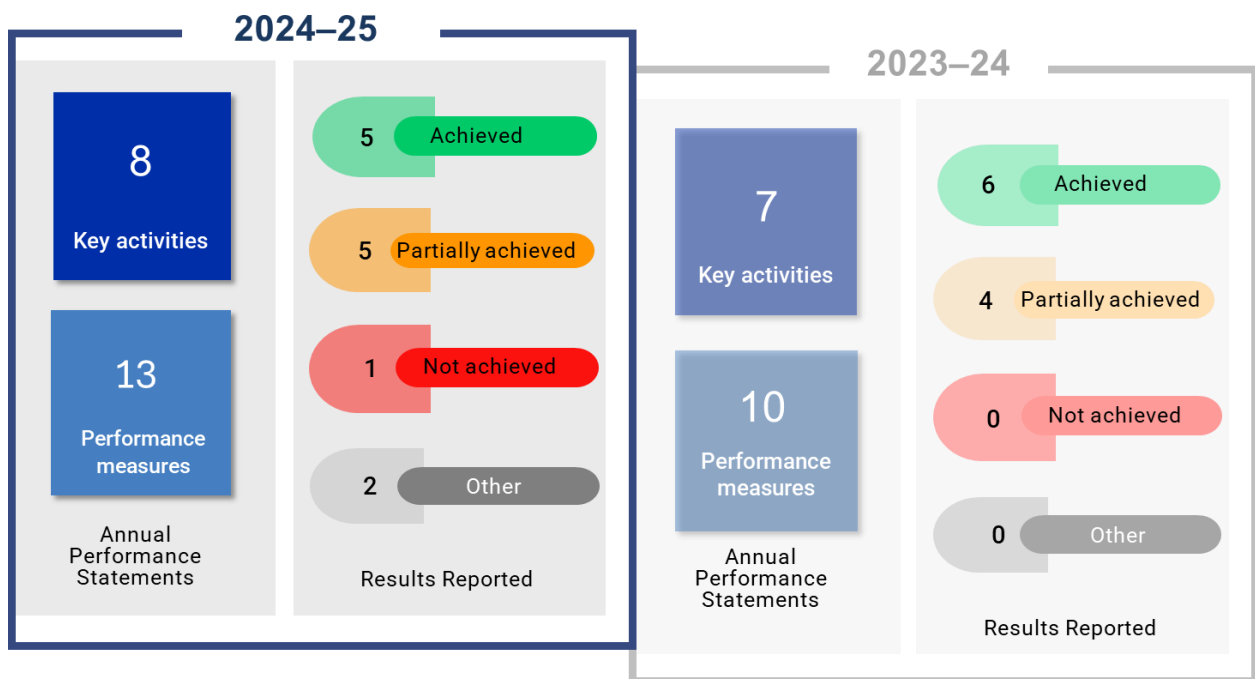 2024–25
8
Key activities
13
Performance
measures
Annual
Performance
Statements
5 Achieved
5 Partially achieved
1 Not achieved
2 Other
Results Reported
2023–24
7
Key activities
10
Performance
measures
Annual
Performance
Statements
6 Achieved
4 Partially achieved
0 Not achieved
0 Other
Results Reported